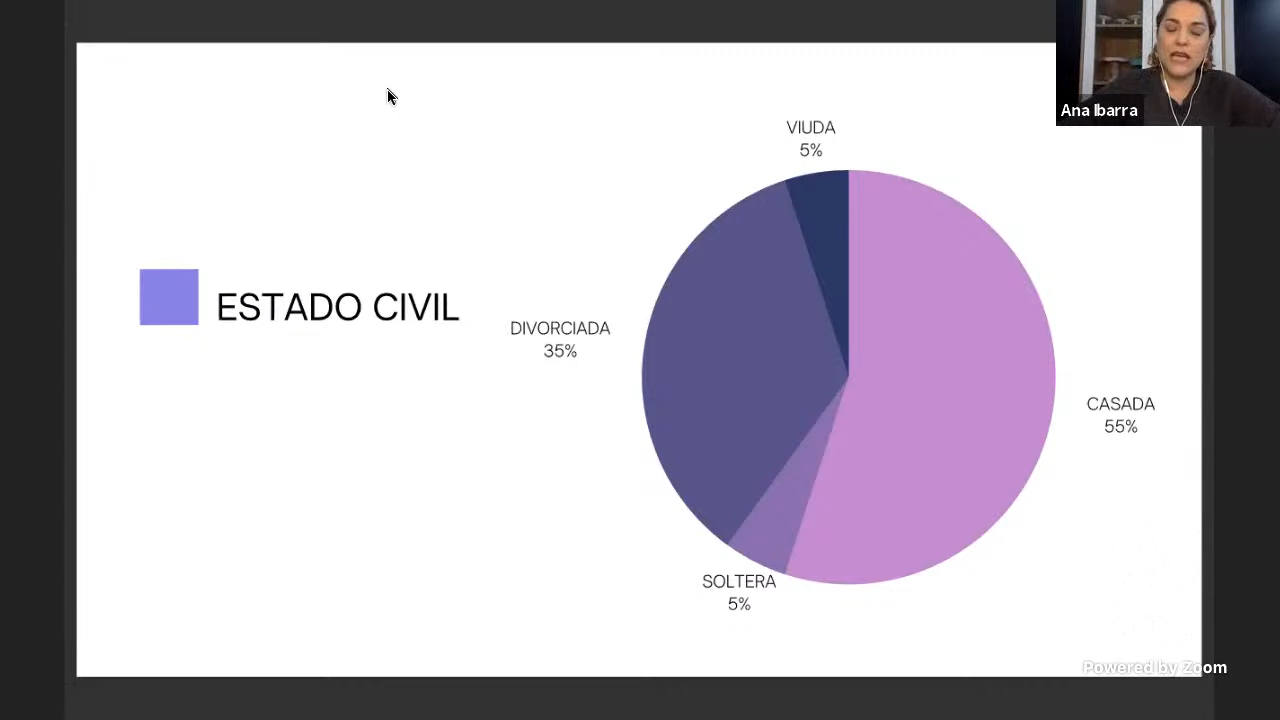 Ana Ibarra
VIUDA
5%
ESTADO CIVIL
DIVORCIADA
35%
CASADA
55%
SOLTERA
5%
Powered by Zoom